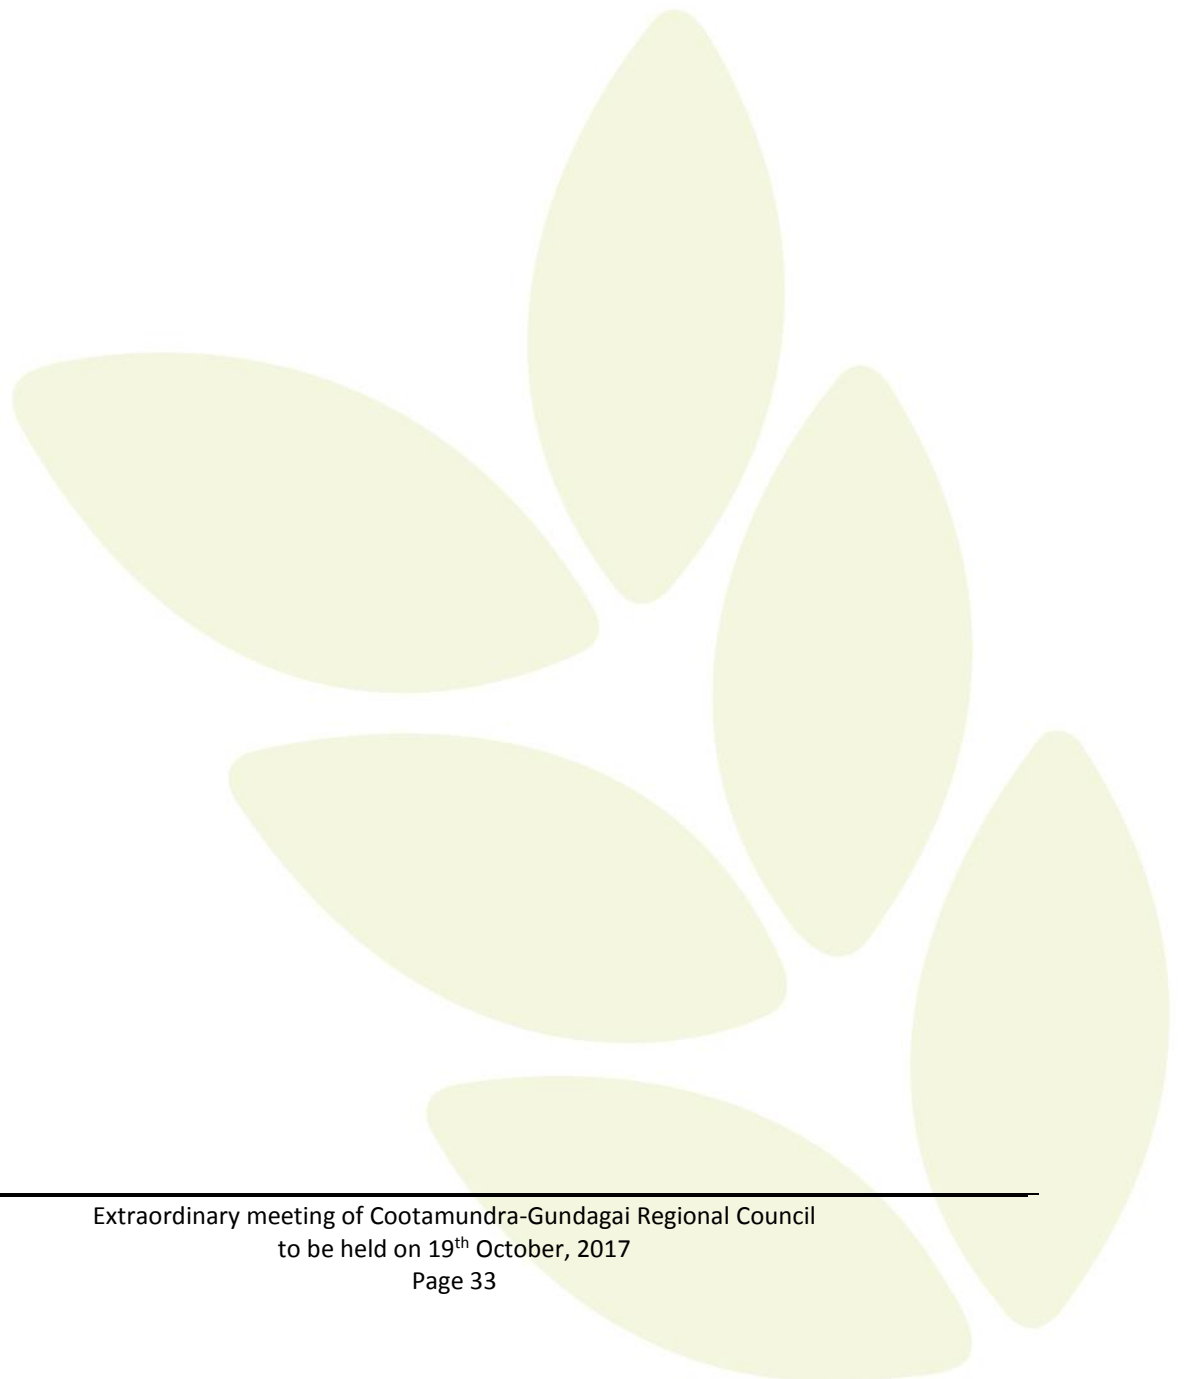 Extraordinary meeting of Cootamundra-Gundagai Regional Council
to be held on 19th October, 2017
Page 33